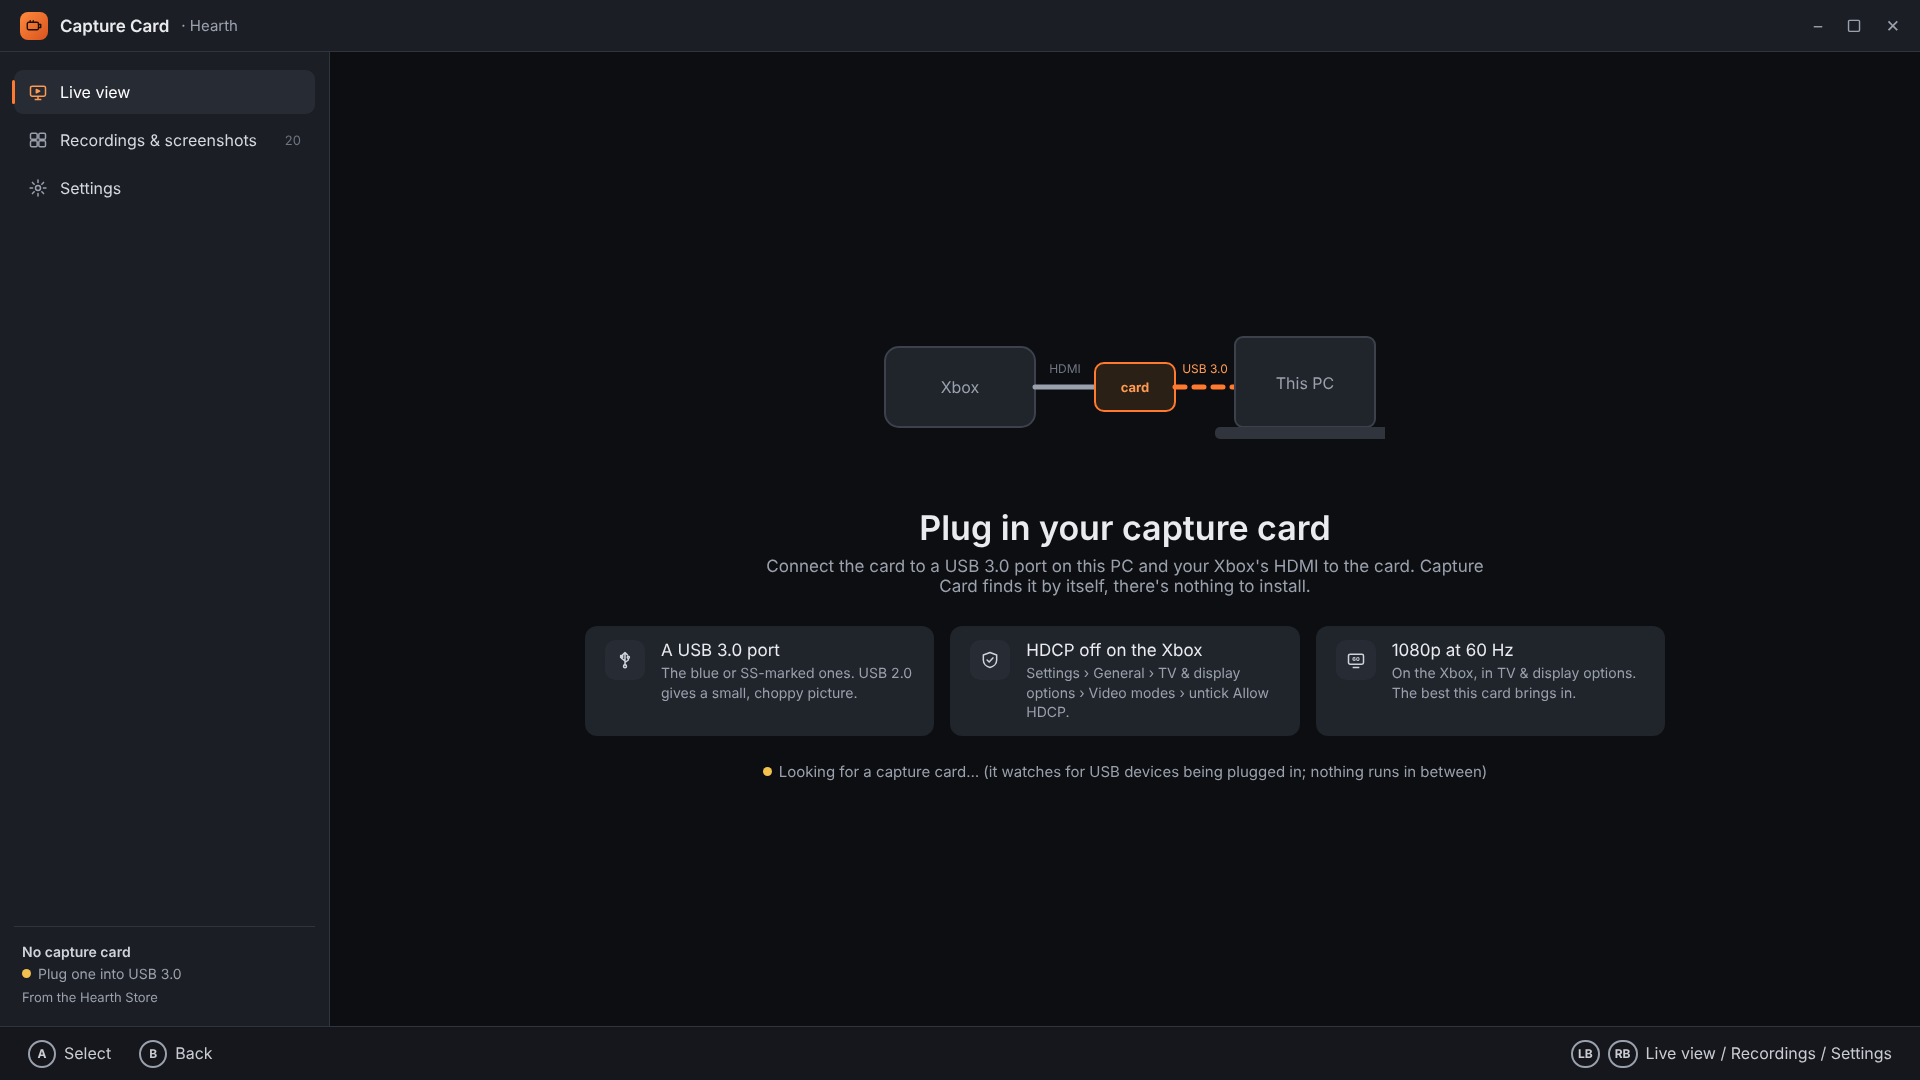 Capture Card · Hearth
Live view
Recordings & screenshots 20
Settings
Xbox
HDMI
card
USB 3.0
This PC
Plug in your capture card
Connect the card to a USB 3.0 port on this PC and your Xbox's HDMI to the card. Capture
Card finds it by itself, there's nothing to install.
A USB 3.0 port
The blue or SS-marked ones. USB 2.0
gives a small, choppy picture.
HDCP off on the Xbox
Settings › General › TV & display
options › Video modes › untick Allow
HDCP.
60
1080p at 60 Hz
On the Xbox, in TV & display options.
The best this card brings in.
Looking for a capture card... (it watches for USB devices being plugged in; nothing runs in between)
No capture card
Plug one into USB 3.0
From the Hearth Store
A Select B Back
LB RB Live view / Recordings / Settings